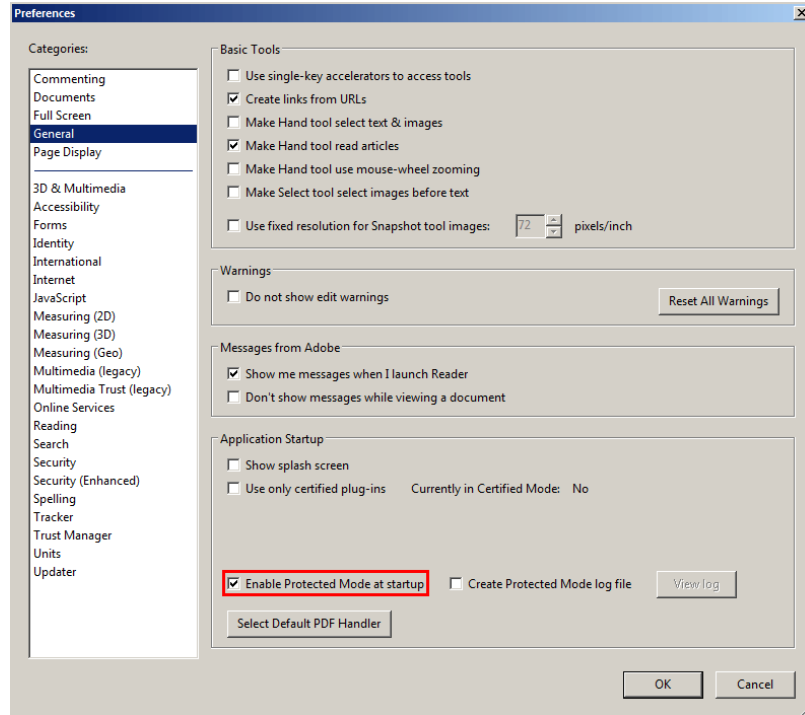 Preferences
Categories:
Commenting
Documents
Full Screen
General
Page Display
3D & Multimedia
Accessibility
Forms
Identity
International
Internet
JavaScript
Measuring (2D)
Measuring (3D)
Measuring (Geo)
Multimedia (legacy)
Multimedia Trust (legacy)
Online Services
Reading
Search
Security
Security (Enhanced)
Spelling
Tracker
Trust Manager
Units
Updater
Basic Tools
Use single-key accelerators to access tools
Create links from URLs
Make Hand tool select text & images
Make Hand tool read articles
Make Hand tool use mouse-wheel zooming
Make Select tool select images before text
Use fixed resolution for Snapshot tool images: 72 pixels/inch
Warnings
Do not show edit warnings Reset All Warnings
Messages from Adobe
Show me messages when I launch Reader
Don't show messages while viewing a document
Application Startup
Show splash screen
Use only certified plug-ins Currently in Certified Mode: No
Enable Protected Mode at startup Create Protected Mode log file View log
Select Default PDF Handler
OK Cancel